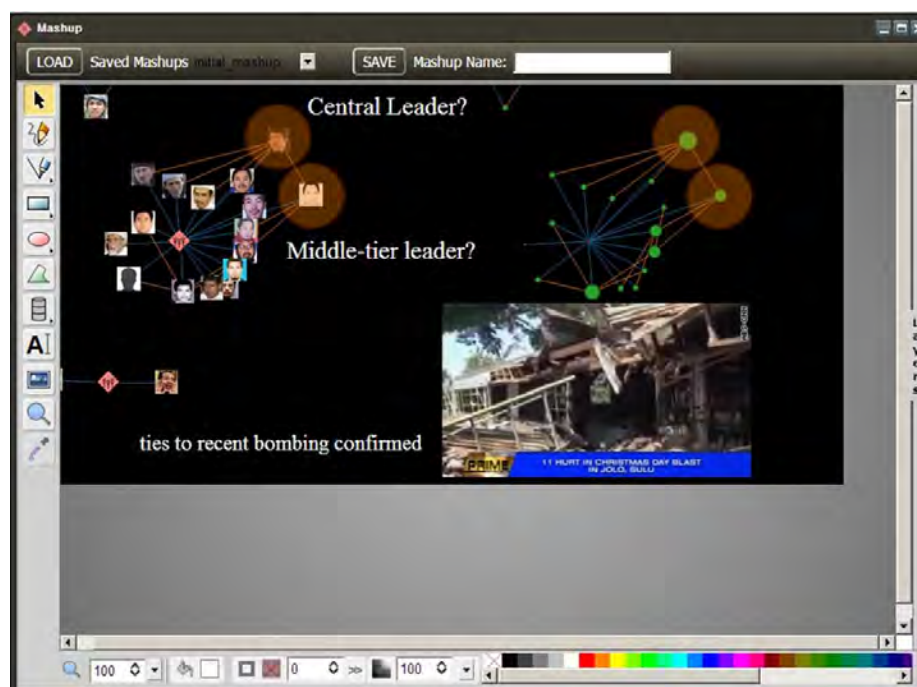 Mashup
LOAD Saved Mashups initial_mashup SAVE Mashup Name:
Central Leader?
Middle-tier leader?
ties to recent bombing confirmed
PRIME
11 HURT IN CHRISTMAS DAY BLAST
IN JOLO, SULU
A
100 0 >> 100